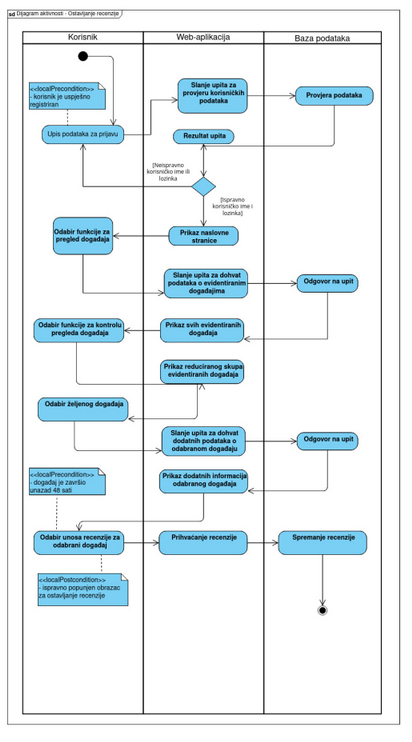 sd Dijagram aktivnosti - Ostavljanje recenzije
Korisnik
Web-aplikacija
Baza podataka
<<localPrecondition>>
- korisnik je uspješno
registriran
Slanje upita za
provjeru korisničkih
podataka
Provjera podataka
Upis podataka za prijavu
Rezultat upita
[Neispravno
korisničko ime ili
lozinka
[Ispravno
korisničko ime i
lozinka]
Odabir funkcije za
pregled događaja
Prikaz naslovne
stranice
Slanje upita za dohvat
podataka o evidentiranim
događajima
Odgovor na upit
Odabir funkcije za kontrolu
pregleda događaja
Prikaz svih evidentiranih
događaja
Prikaz reduciranog skupa
evidentiranih događaja
Odabir željenog događaja
Slanje upita za dohvat
dodatnih podataka o
odabranom događaju
Odgovor na upit
<<localPrecondition>>
- događaj je završio
unazad 48 sati
Prikaz dodatnih informacija
odabranog događaja
Odabir unosa recenzije za
odabrani događaj
Prihvaćanje recenzije
Spremanje recenzije
<<localPostcondition>>
- ispravno popunjen obrazac
za ostavljanje recenzije